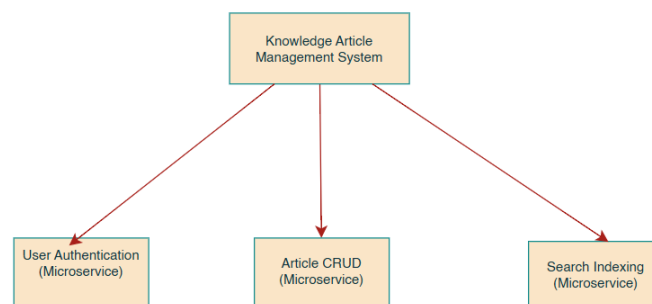 Knowledge Article
Management System
User Authentication
(Microservice)
Article CRUD
(Microservice)
Search Indexing
(Microservice)